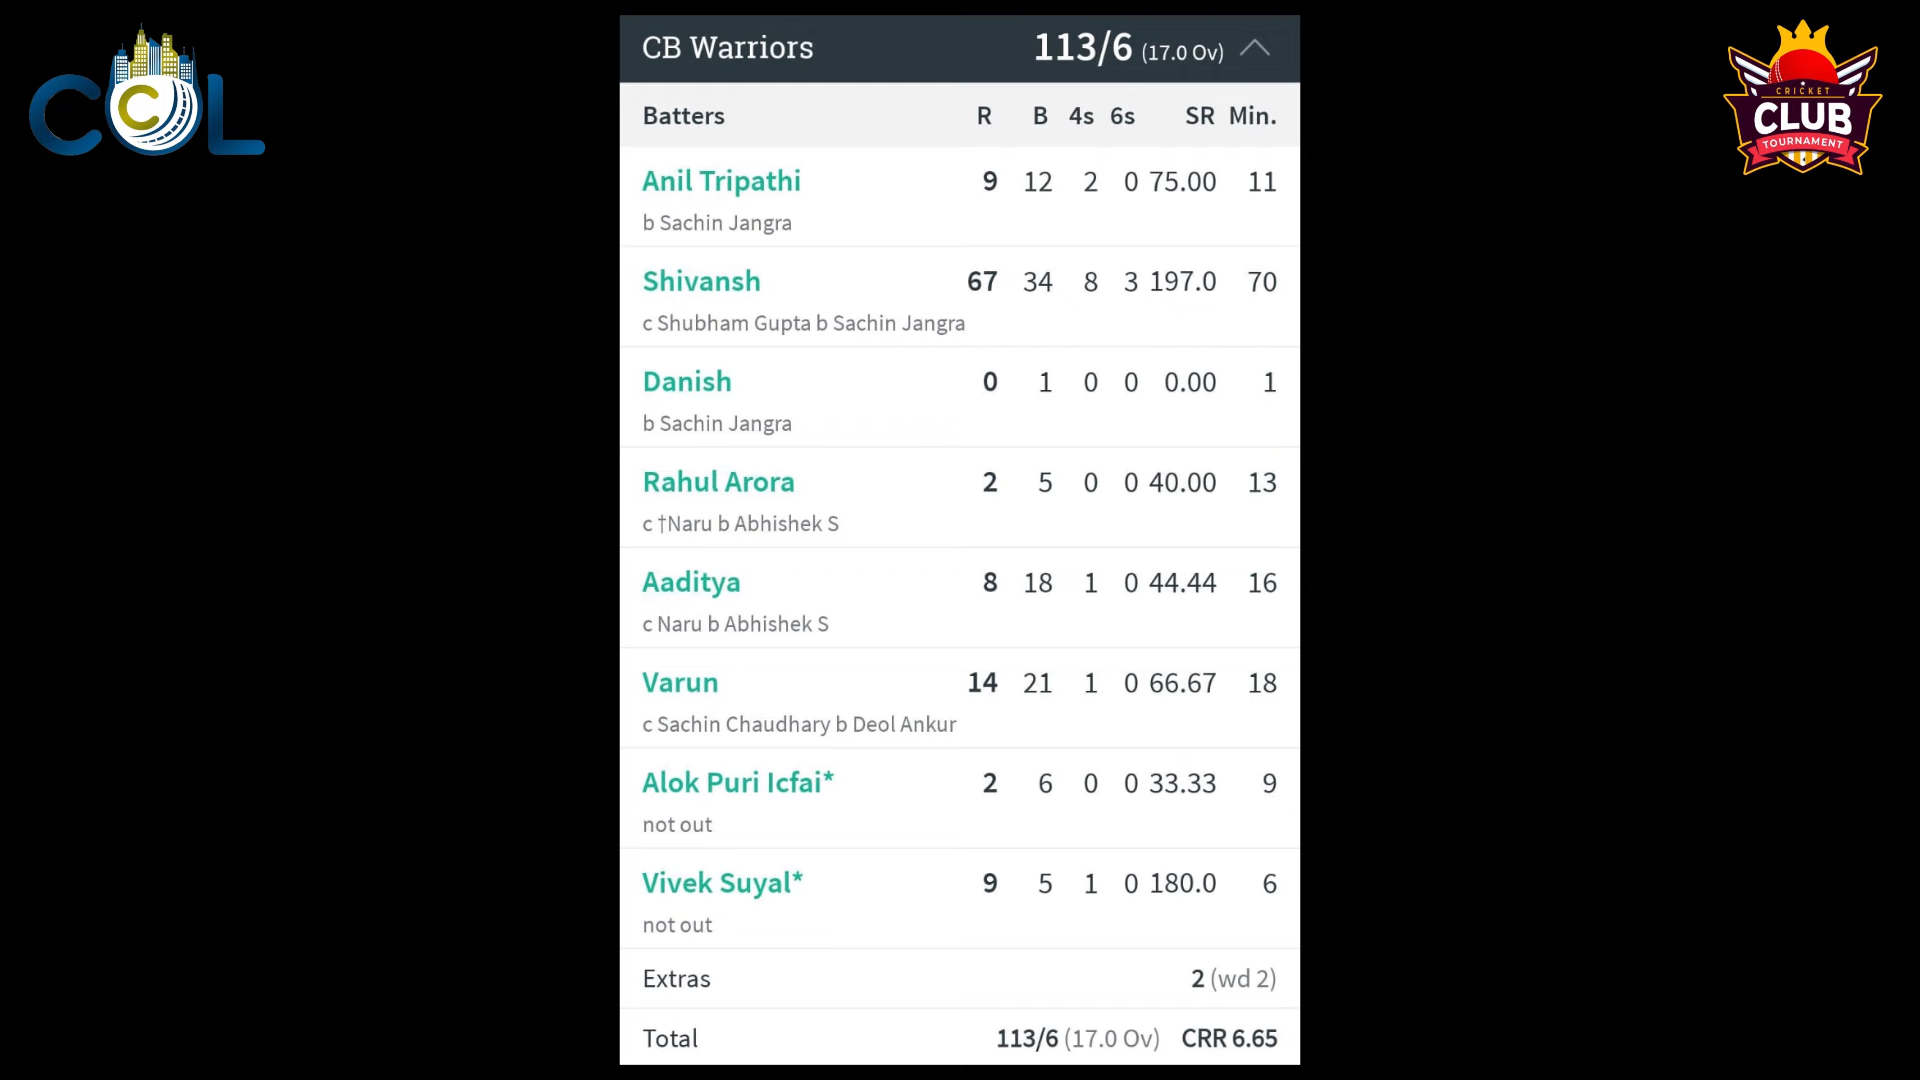 CCL
CRICKET
CLUB
TOURNAMENT
CB Warriors 113/6 (17.0 Ov)
Batters R B 4s 6s SR Min.
Anil Tripathi 9 12 2 0 75.00 11
b Sachin Jangra
Shivansh 67 34 8 3 197.0 70
c Shubham Gupta b Sachin Jangra
Danish 0 1 0 0 0.00 1
b Sachin Jangra
Rahul Arora 2 5 0 0 40.00 13
c †Naru b Abhishek S
Aaditya 8 18 1 0 44.44 16
c Naru b Abhishek S
Varun 14 21 1 0 66.67 18
c Sachin Chaudhary b Deol Ankur
Alok Puri Icfai* 2 6 0 0 33.33 9
not out
Vivek Suyal* 9 5 1 0 180.0 6
not out
Extras 2 (wd 2)
Total 113/6 (17.0 Ov) CRR 6.65